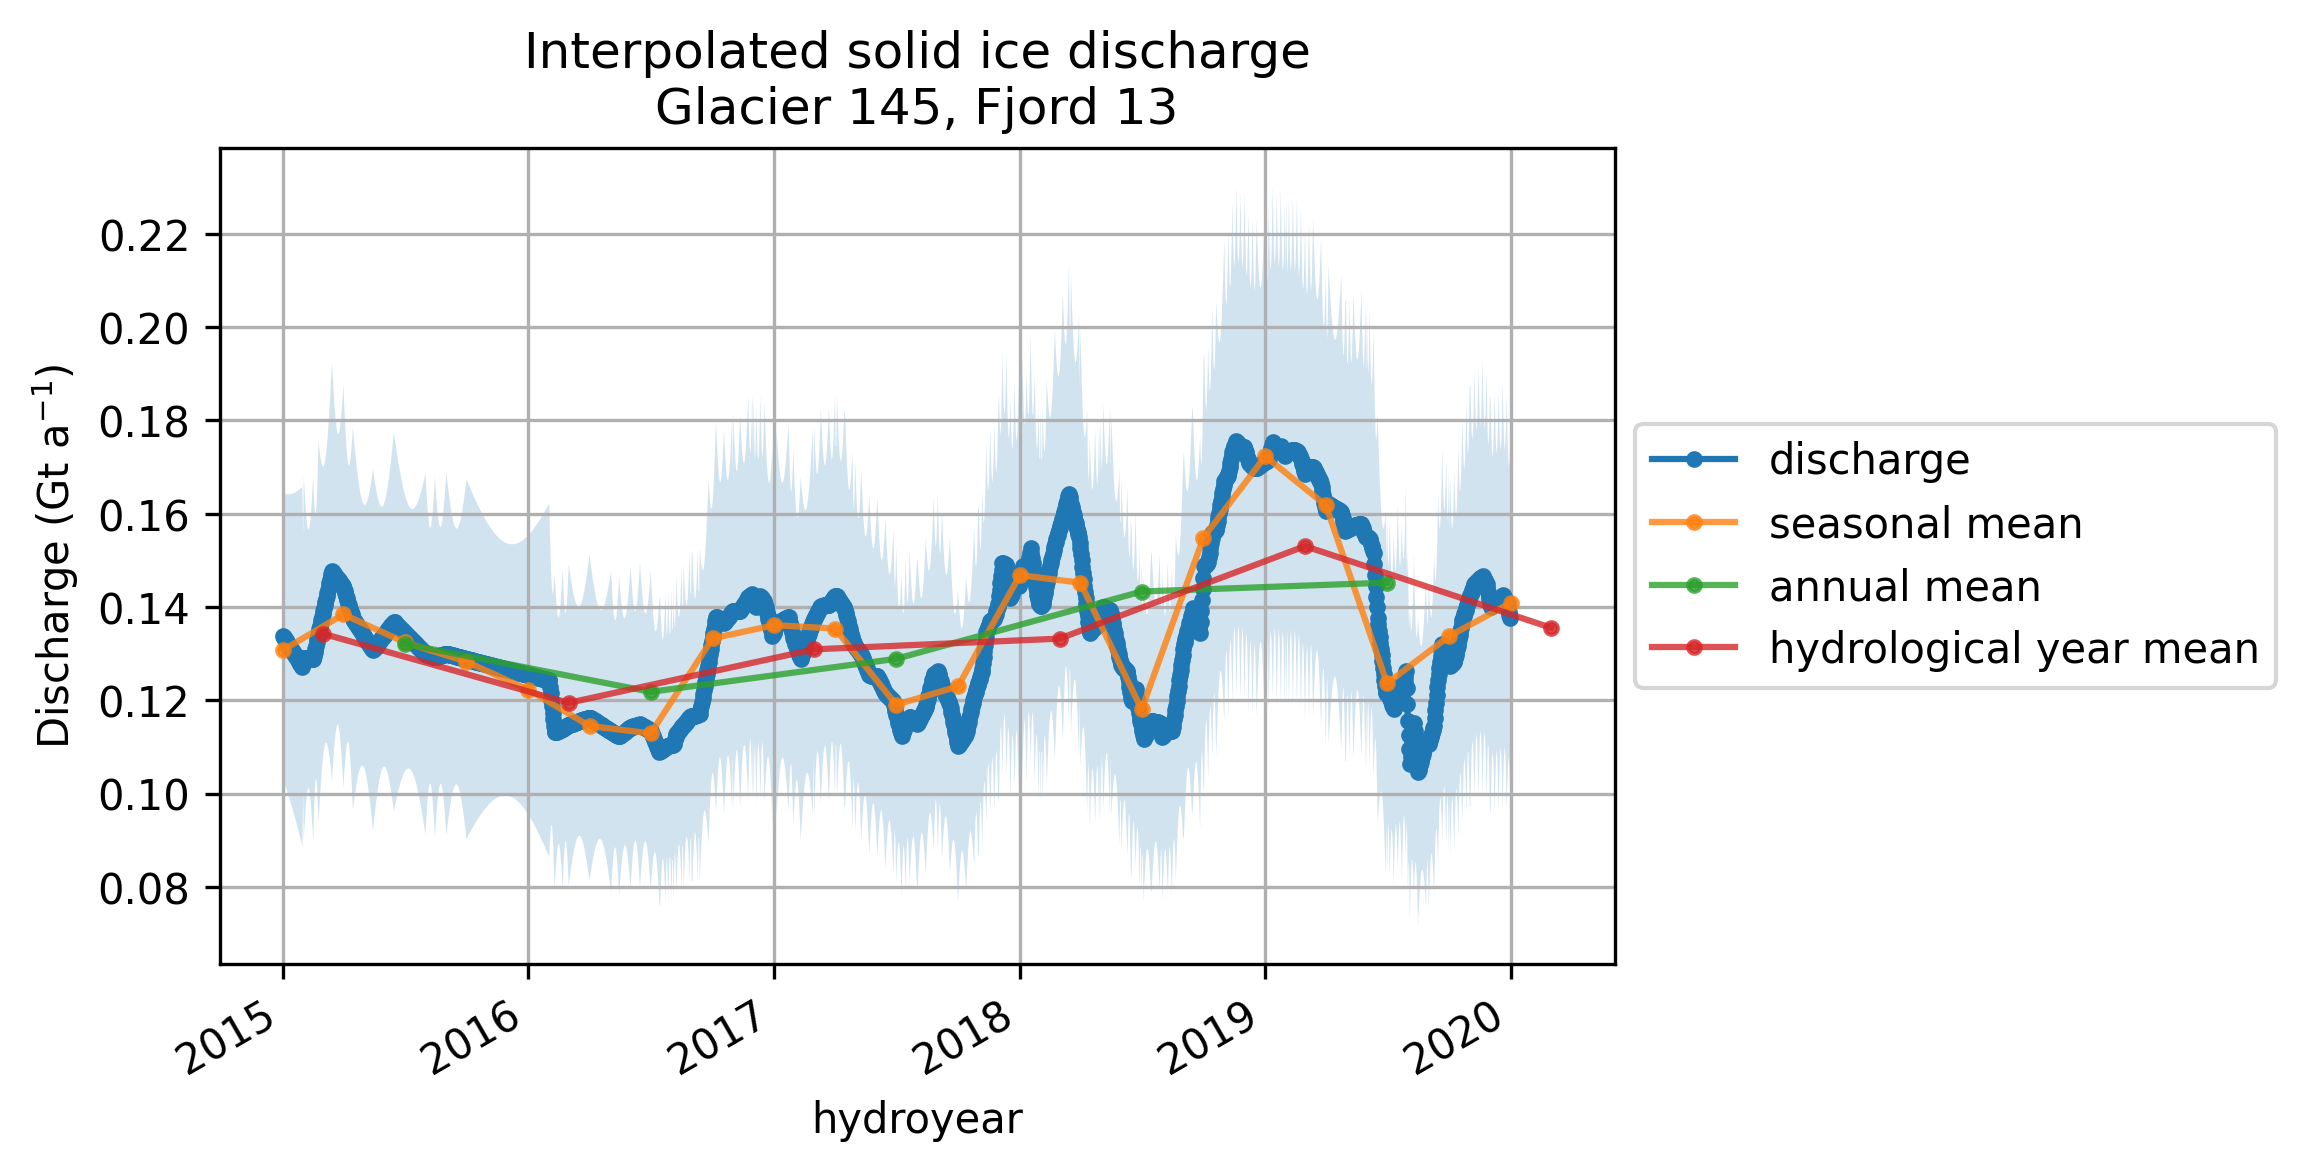 Interpolated solid ice discharge
Glacier 145, Fjord 13
Discharge (Gt a⁻¹)
0.22
0.20
0.18
0.16
0.14
0.12
0.10
0.08
2015
2016
2017
2018
2019
2020
hydroyear
discharge
seasonal mean
annual mean
hydrological year mean